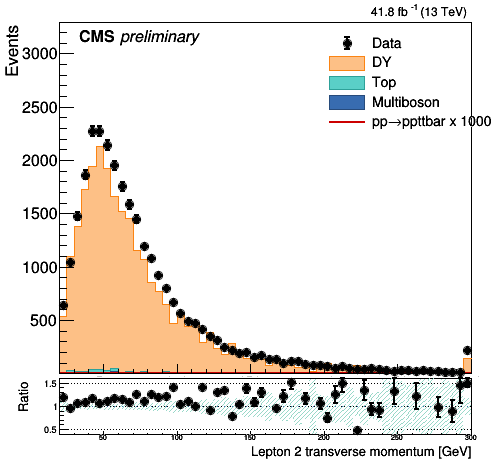 41.8 fb⁻¹ (13 TeV)
CMS preliminary
Events
3000
2500
2000
1500
1000
500
Data
DY
Top
Multiboson
pp→ppttbar x 1000
Ratio
1.5
1
0.5
50
100
150
200
250
300
Lepton 2 transverse momentum [GeV]